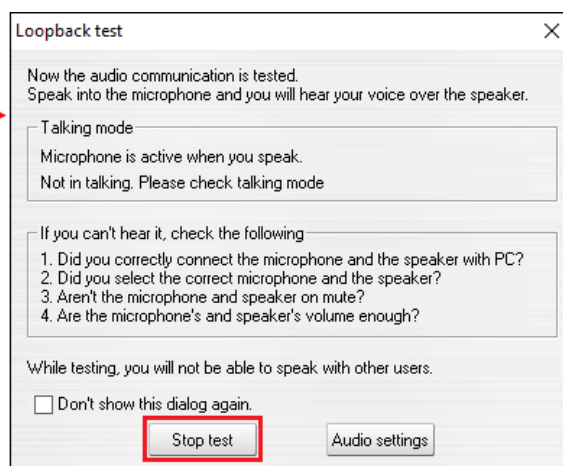 Loopback test
Now the audio communication is tested.
Speak into the microphone and you will hear your voice over the speaker.
Talking mode
Microphone is active when you speak.
Not in talking. Please check talking mode
If you can't hear it, check the following
1. Did you correctly connect the microphone and the speaker with PC?
2. Did you select the correct microphone and the speaker?
3. Aren't the microphone and speaker on mute?
4. Are the microphone's and speaker's volume enough?
While testing, you will not be able to speak with other users.
Don't show this dialog again.
Stop test
Audio settings